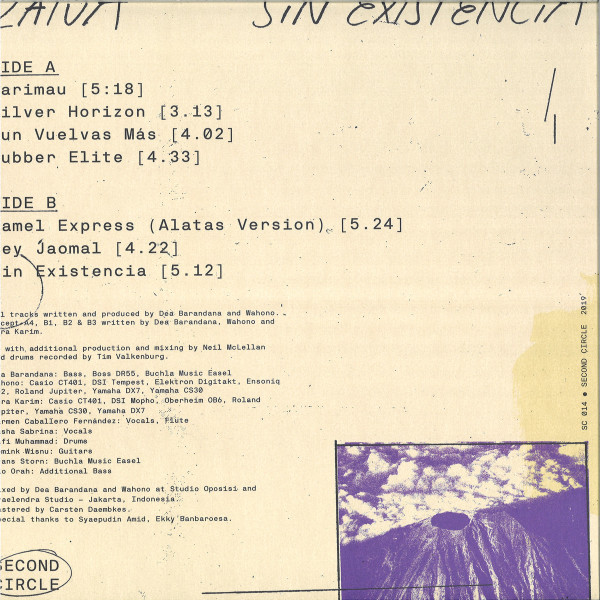 ZAIUA SIN EXISTENCIA
IDE A
arimau [5:18]
ilver Horizon [3.13]
un Vuelvas Más [4.02]
ubber Elite [4.33]
IDE B
amel Express (Alatas Version) [5.24]
ey Jaomal [4.22]
in Existencia [5.12]
l tracks written and produced by Dea Barandana and Wahono.
cept A4, B1, B2 & B3 written by Dea Barandana, Wahono and
ra Karim.
with additional production and mixing by Neil McLellan
d drums recorded by Tim Valkenburg.
a Barandana: Bass, Boss DR55, Buchla Music Easel
hono: Casio CT401, DSI Tempest, Elektron Digitakt, Ensoniq
2, Roland Jupiter, Yamaha DX7, Yamaha CS30
ra Karim: Casio CT401, DSI Mopho, Oberheim OB6, Roland
piter, Yamaha CS30, Yamaha DX7
rmen Caballero Fernández: Vocals, Flute
sha Sabrina: Vocals
fi Muhammad: Drums
mink Wisnu: Guitars
ans Storn: Buchla Music Easel
o Orah: Additional Bass
xed by Dea Barandana and Wahono at Studio Oposisi and
aelendra Studio – Jakarta, Indonesia.
stered by Carsten Daembkes.
ecial thanks to Syaepudin Amid, Ekky Banbaroesa.
SECOND
CIRCLE
SC 014 ● SECOND CIRCLE 2019